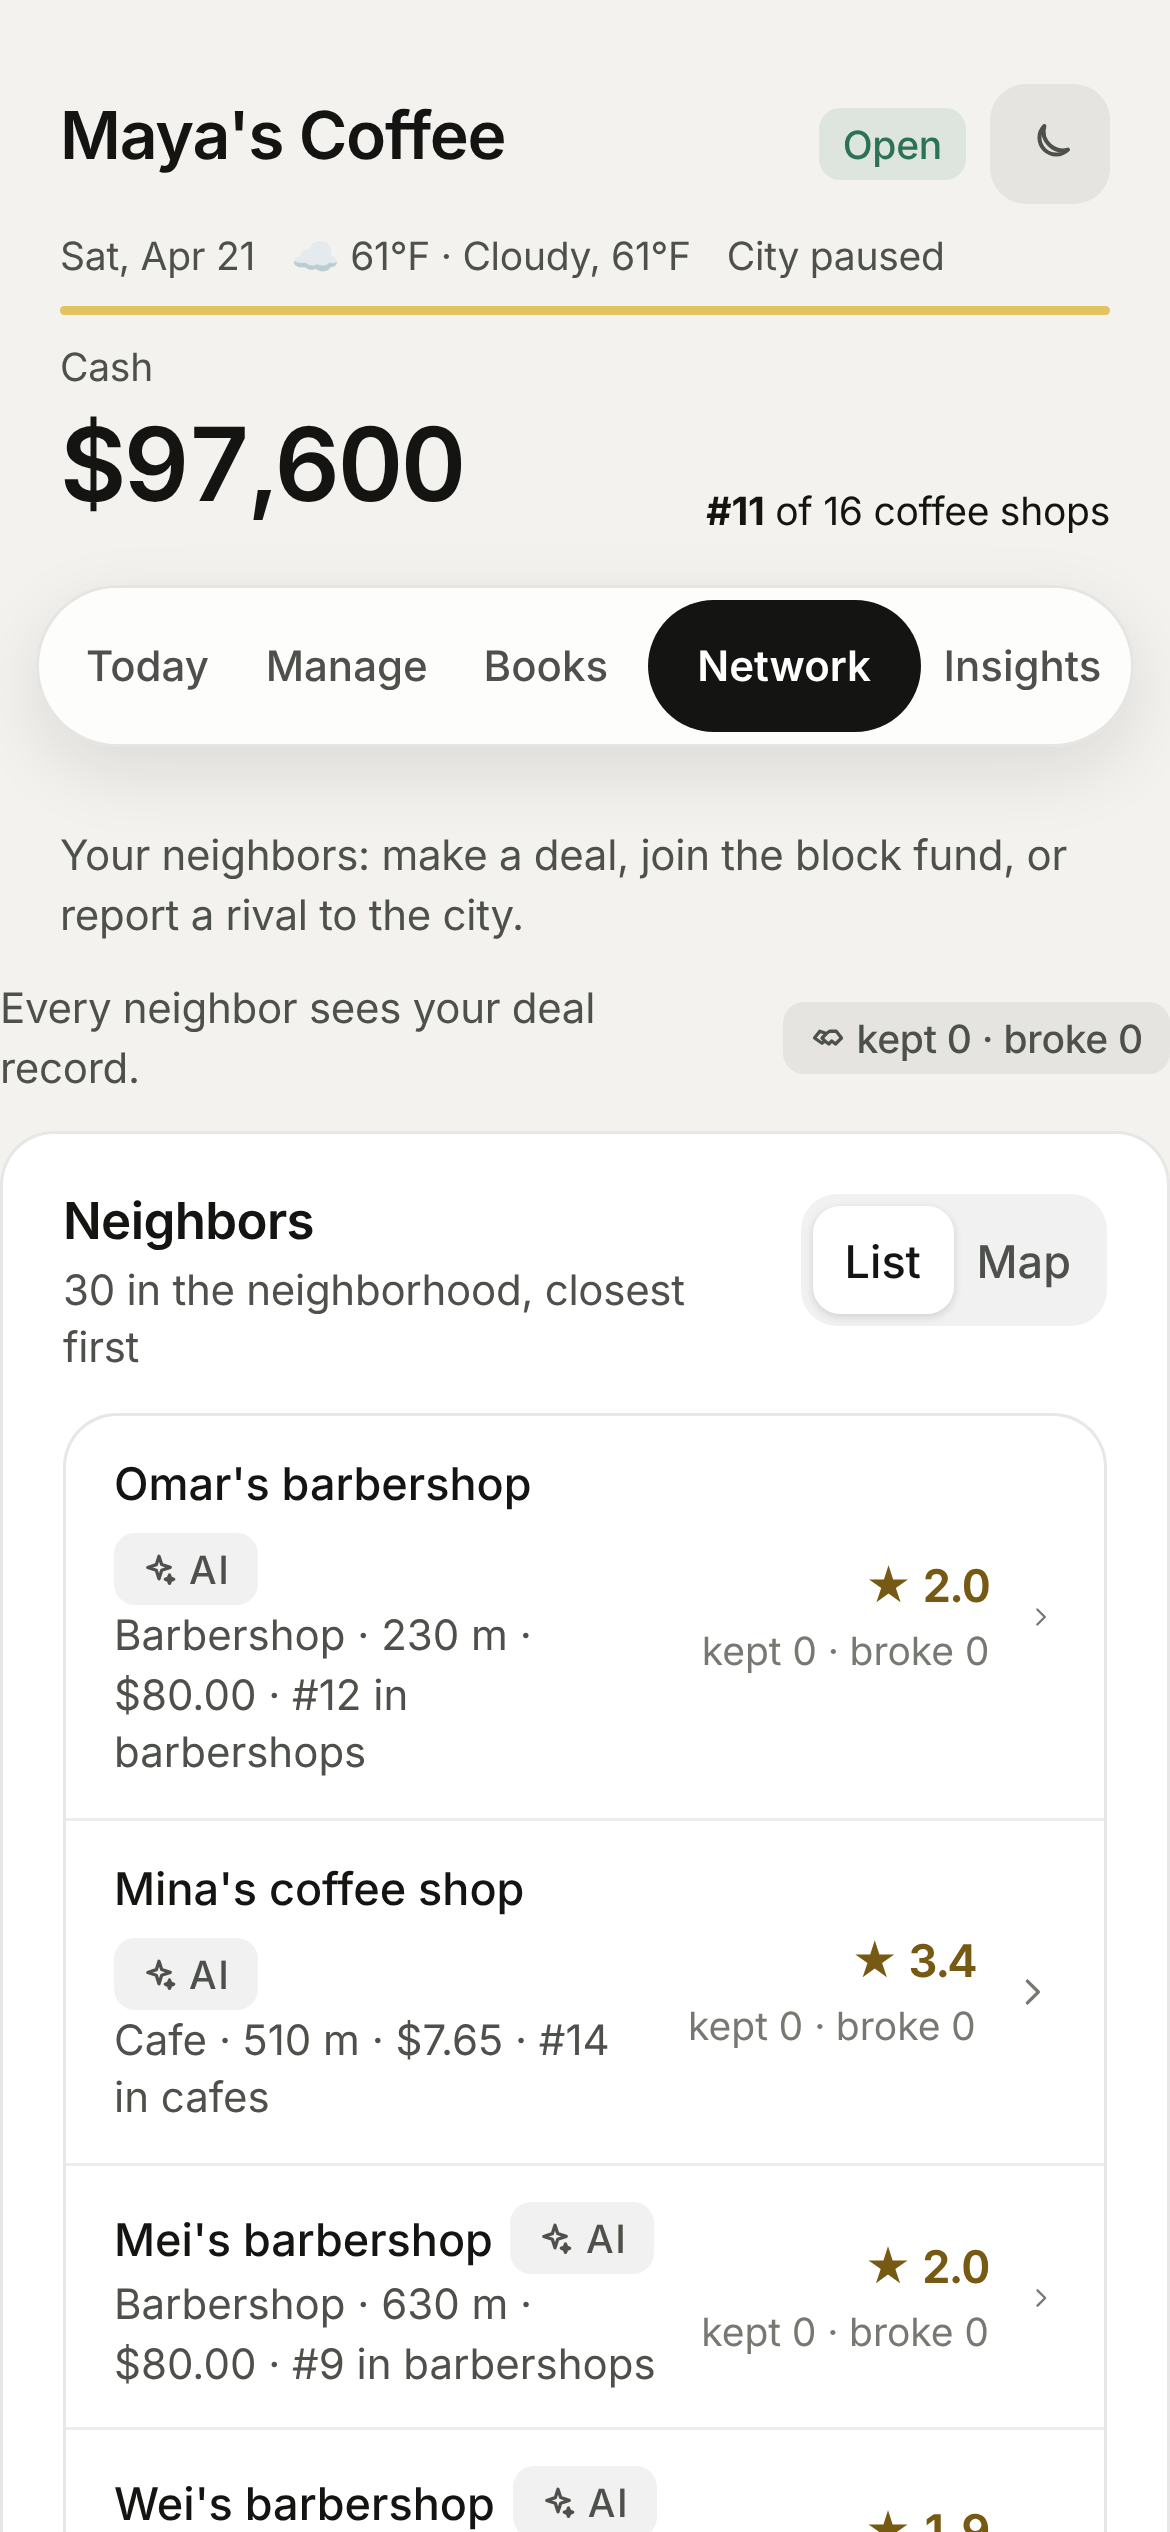 Maya's Coffee
Open
Sat, Apr 21 61°F · Cloudy, 61°F City paused
Cash
$97,600
#11 of 16 coffee shops
Today Manage Books Network Insights
Your neighbors: make a deal, join the block fund, or
report a rival to the city.
Every neighbor sees your deal
record.
kept 0 · broke 0
Neighbors
30 in the neighborhood, closest
first
List Map
Omar's barbershop
AI
Barbershop · 230 m ·
$80.00 · #12 in
barbershops
★ 2.0
kept 0 · broke 0
Mina's coffee shop
AI
Cafe · 510 m · $7.65 · #14
in cafes
★ 3.4
kept 0 · broke 0
Mei's barbershop AI
Barbershop · 630 m ·
$80.00 · #9 in barbershops
★ 2.0
kept 0 · broke 0
Wei's barbershop AI
★ 1.9